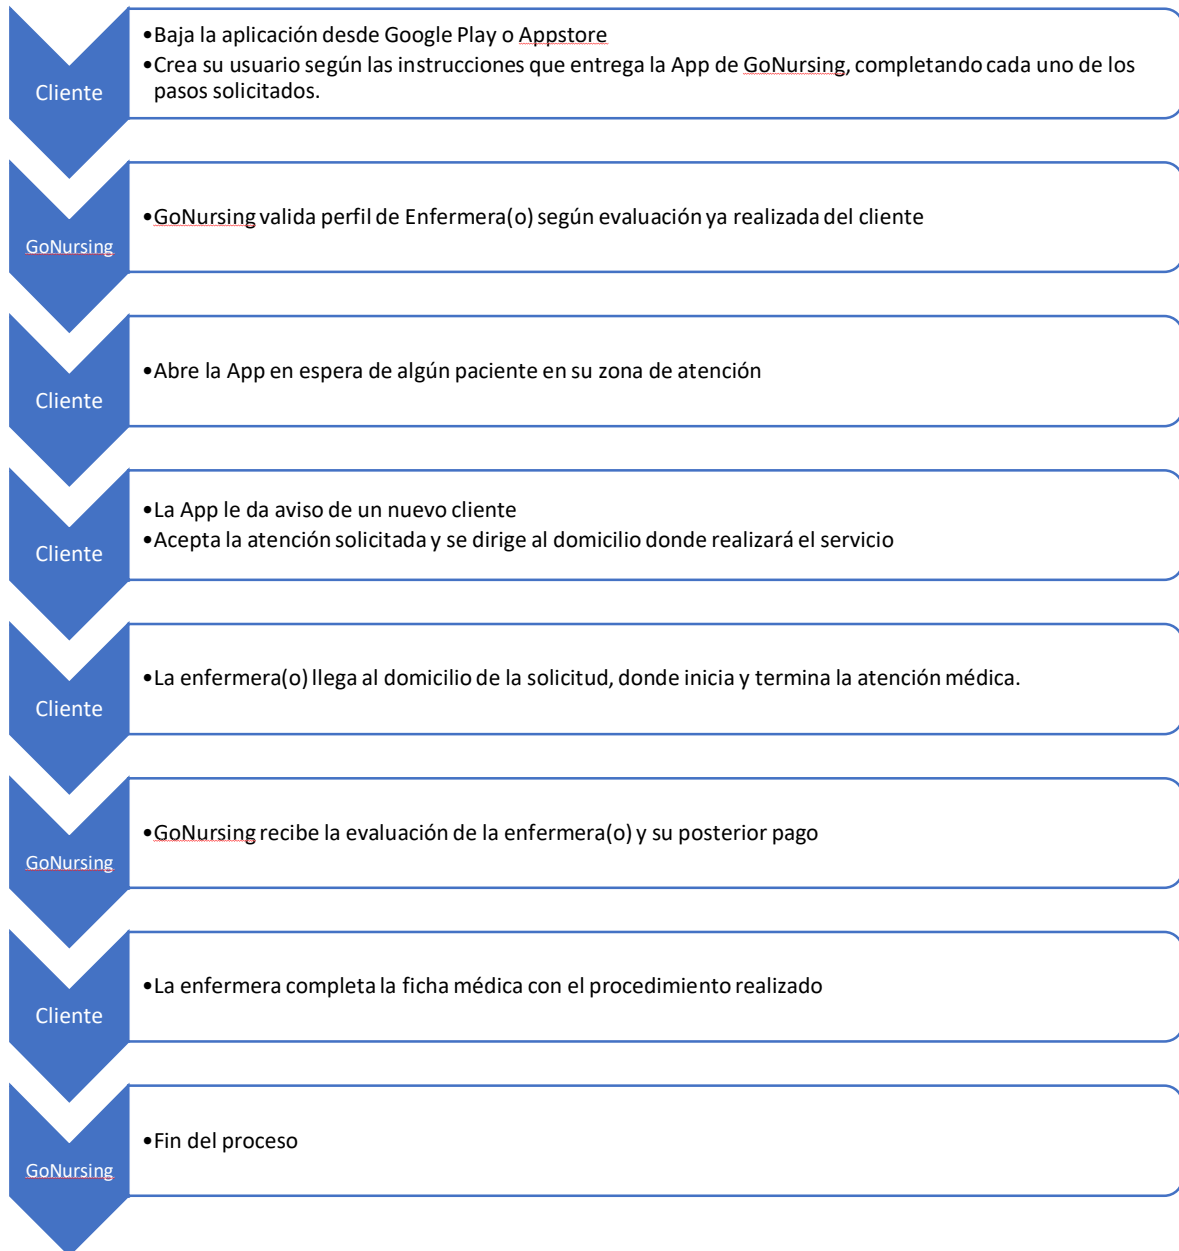 •Baja la aplicación desde Google Play o Appstore
•Crea su usuario según las instrucciones que entrega la App de GoNursing, completando cada uno de los
pasos solicitados.
Cliente
•GoNursing valida perfil de Enfermera(o) según evaluación ya realizada del cliente
GoNursing
•Abre la App en espera de algún paciente en su zona de atención
Cliente
•La App le da aviso de un nuevo cliente
•Acepta la atención solicitada y se dirige al domicilio donde realizará el servicio
Cliente
•La enfermera(o) llega al domicilio de la solicitud, donde inicia y termina la atención médica.
Cliente
•GoNursing recibe la evaluación de la enfermera(o) y su posterior pago
GoNursing
•La enfermera completa la ficha médica con el procedimiento realizado
Cliente
•Fin del proceso
GoNursing